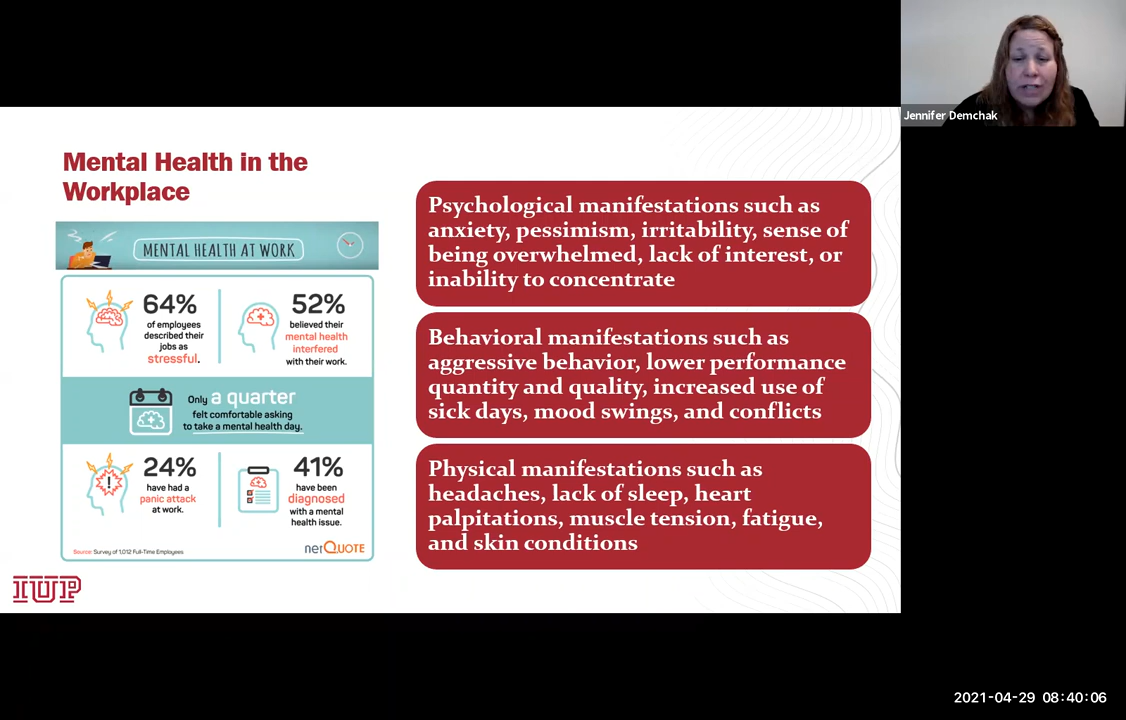 Jennifer Demchak
Mental Health in the
Workplace
MENTAL HEALTH AT WORK
64%
of employees
described their
jobs as
stressful.
52%
believed their
mental health
interfered
with their work.
Only a quarter
felt comfortable asking
to take a mental health day.
24%
have had a
panic attack
at work.
41%
have been
diagnosed
with a mental
health issue.
Source: Survey of 1,012 Full-Time Employees
netQUOTE
Psychological manifestations such as
anxiety, pessimism, irritability, sense of
being overwhelmed, lack of interest, or
inability to concentrate
Behavioral manifestations such as
aggressive behavior, lower performance
quantity and quality, increased use of
sick days, mood swings, and conflicts
Physical manifestations such as
headaches, lack of sleep, heart
palpitations, muscle tension, fatigue,
and skin conditions
IUP
2021-04-29 08:40:06